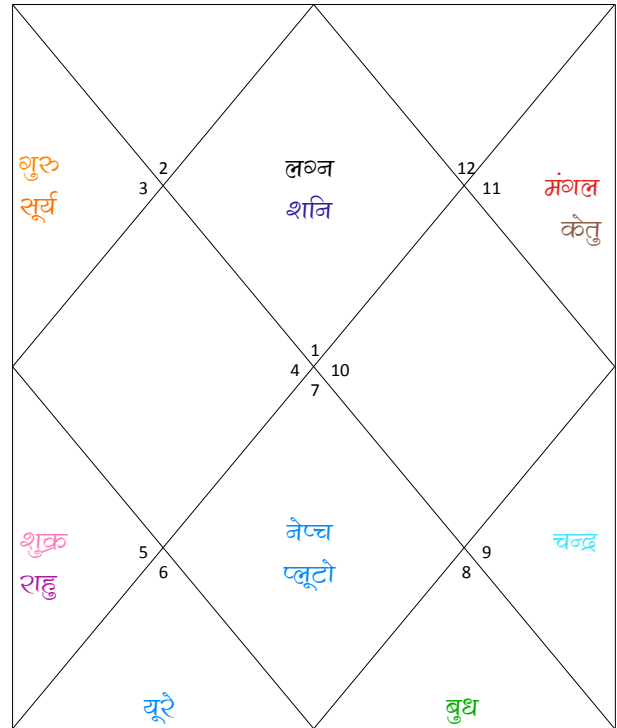 2
12
गुरु
लग्न
3
11
मंगल
सूर्य
शनि
केतु
1
4
10
7
शुक्र
नेप्च
चन्द्र
5
9
राहु
प्लूटो
6
8
यूरे
बुध